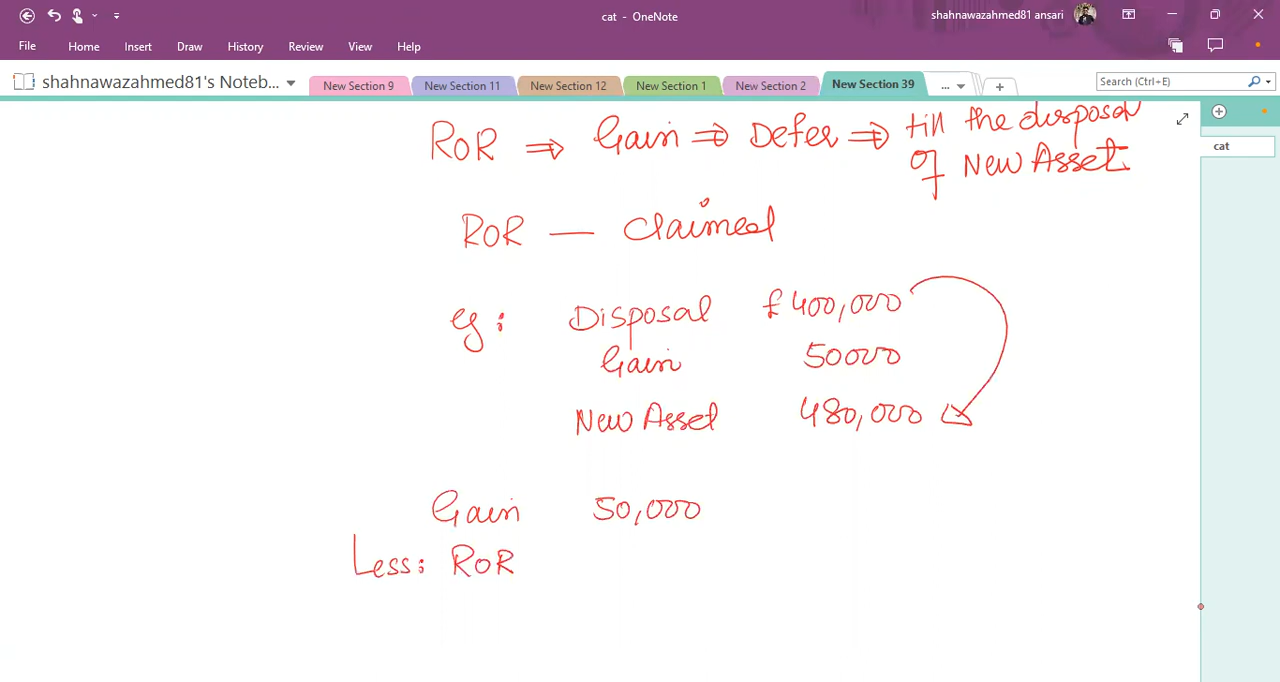 cat - OneNote
shahnawazahmed81 ansari
File Home Insert Draw History Review View Help
shahnawazahmed81's Noteb... New Section 9 New Section 11 New Section 12 New Section 1 New Section 2 New Section 39 ... Search (Ctrl+E)
cat
RoR ⇒ Gain ⇒ Defer ⇒ till the disposal
of New Asset.
RoR — Claimed
eg: Disposal £400,000
Gain 50000
New Asset 480,000
Gain 50,000
Less: RoR